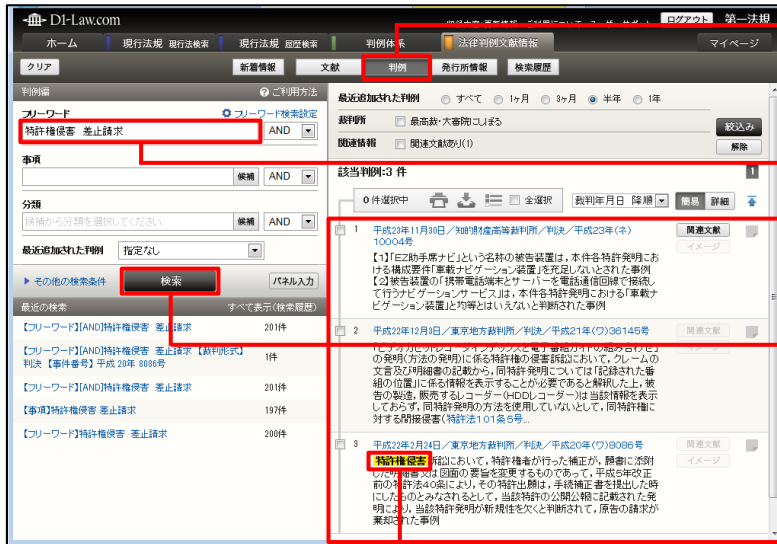 D1-Law.com
ログアウト 第一法規
ホーム 現行法規 現行法検索 現行法規 履歴検索 判例体系 法律判例文献情報 マイページ
クリア 新着情報 文献 判例 発行所情報 検索履歴
判例編 ご利用方法
フリーワード フリーワード検索設定
特許権侵害 差止請求 AND
事項
候補 AND
分類
候補から分類を選択してください 候補 AND
最近追加された判例 指定なし
その他の検索条件 検索 パネル入力
最近の検索 すべて表示(検索履歴)
【フリーワード】[AND]特許権侵害 差止請求 201件
【フリーワード】[AND]特許権侵害 差止請求 【裁判形式】
判決 【事件番号】平成 20年 8086号 1件
【フリーワード】[AND]特許権侵害 差止請求 201件
【事項】特許権侵害 差止請求 197件
【フリーワード】特許権侵害 差止請求 200件
最近追加された判例 すべて 1ヶ月 3ヶ月 半年 1年
裁判所 最高裁・大審院にしぼる
関連情報 関連文献あり(1)
絞込み
解除
該当判例:3 件 1
0件選択中 全選択 裁判年月日 降順 簡易 詳細
1 平成23年11月30日/知的財産高等裁判所/判決/平成23年(ネ)
10004号
関連文献
イメージ
【1】「EZ助手席ナビ」という名称の被告装置は，本件各特許発明にお
ける構成要件「車載ナビゲーション装置」を充足しないとされた事例
【2】被告装置の「携帯電話端末とサーバーを電話通信回線で接続し
て行うナビゲーションサービス」は，本件各特許発明における「車載ナ
ビゲーション装置」と均等とはいえないと判断された事例
2 平成22年12月3日/東京地方裁判所/判決/平成21年(ワ)35145号
関連文献
イメージ
の発明(方法の発明)に係る特許権の侵害訴訟において，クレームの
文言及び明細書の記載から，同特許発明については「記録された番
組の位置」に係る情報を表示することが必要であると解釈した上，被
告の製造，販売するレコーダー(HDDレコーダー)は当該情報を表示
しておらず，同特許発明の方法を使用していないとして，同特許権に
対する間接侵害(特許法101条5号...
3 平成22年2月24日/東京地方裁判所/判決/平成20年(ワ)8086号
関連文献
イメージ
特許権侵害訴訟において，特許権者が行った補正が，願書に添附
した明細書又は図面の要旨を変更するものであって，平成5年改正
前の特許法40条により，その特許出願は，手続補正書を提出した時
にしたものとみなされるとして，当該特許の公開公報に記載された発
明により，当該特許発明が新規性を欠くと判断されて，原告の請求が
棄却された事例